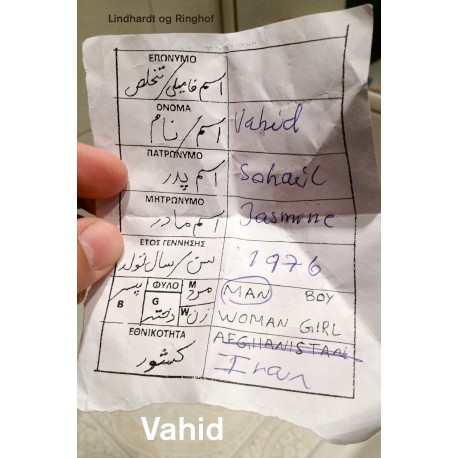 Lindhardt og Ringhof
ΕΠΩΝΥΜΟ
اسم فامیلی/تخلص
ΟΝΟΜΑ
اسم/نام Vahid
ΠΑΤΡΩΝΥΜΟ
اسم پدر Sohail
ΜΗΤΡΩΝΥΜΟ
اسم مادر Jasmine
ΕΤΟΣ ΓΕΝΝΗΣΗΣ
سن/سال تولد 1976
پسر B ΦΥΛΟ G دختر M مرد W زن
MAN BOY
WOMAN GIRL
ΕΘΝΙΚΟΤΗΤΑ
کشور
AFGHANISTAN
Iran
Vahid